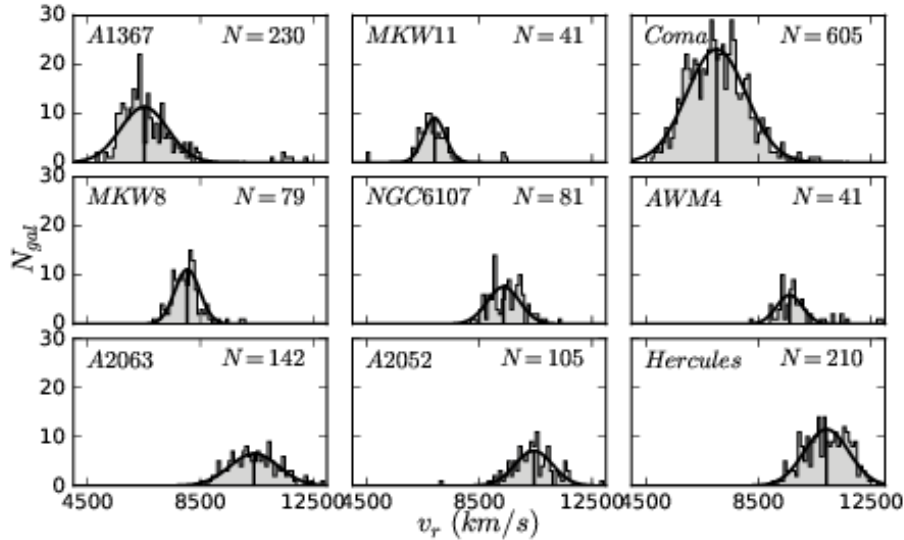 30 A1367 N = 230 MKW11 N = 41 Coma N = 605
20
10
0
30 MKW8 N = 79 NGC6107 N = 81 AWM4 N = 41
20
10
0
30 A2063 N = 142 A2052 N = 105 Hercules N = 210
20
10
0
4500 8500 12500 4500 8500 12500 4500 8500 12500
N_gal
v_r (km/s)